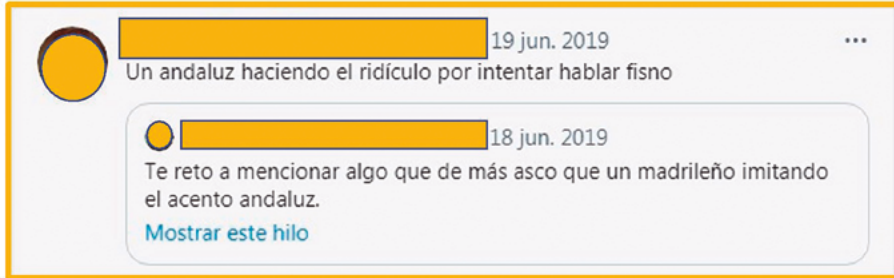 19 jun. 2019
Un andaluz haciendo el ridículo por intentar hablar fisno
18 jun. 2019
Te reto a mencionar algo que de más asco que un madrileño imitando
el acento andaluz.
Mostrar este hilo